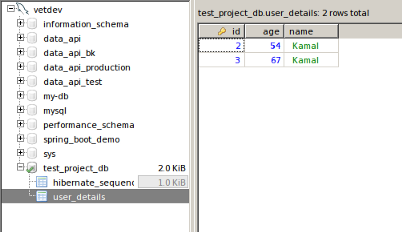 vetdev
information_schema
data_api
data_api_bk
data_api_production
data_api_test
my-db
mysql
performance_schema
spring_boot_demo
sys
test_project_db 2.0 KiB
hibernate_sequenc 1.0 KiB
user_details
test_project_db.user_details: 2 rows total
id age name
2 54 Kamal
3 67 Kamal